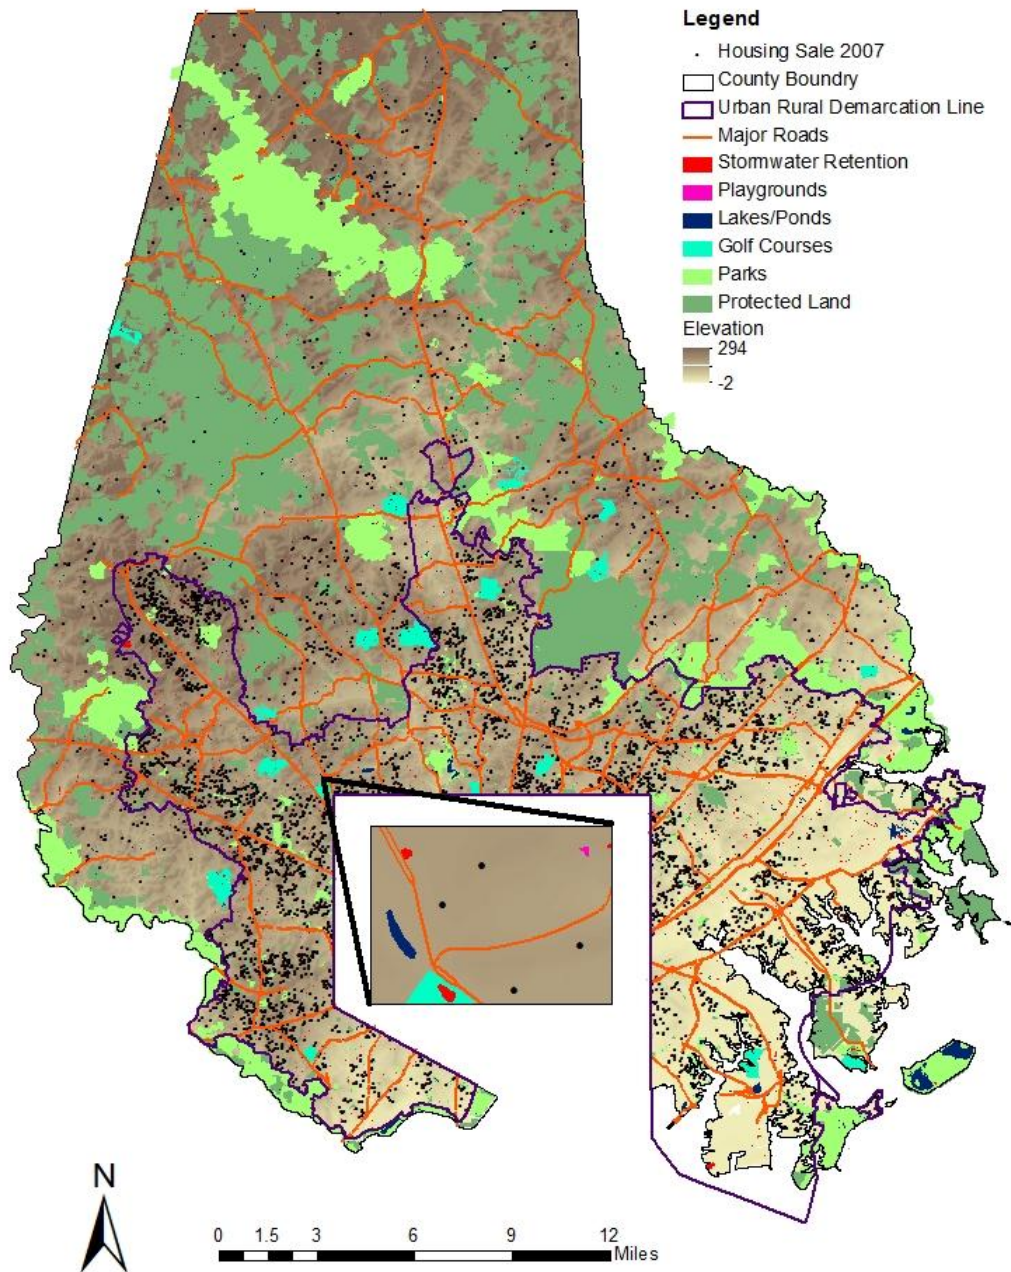 Legend
Housing Sale 2007
County Boundry
Urban Rural Demarcation Line
Major Roads
Stormwater Retention
Playgrounds
Lakes/Ponds
Golf Courses
Parks
Protected Land
Elevation
294
-2
N
0 1.5 3 6 9 12
Miles